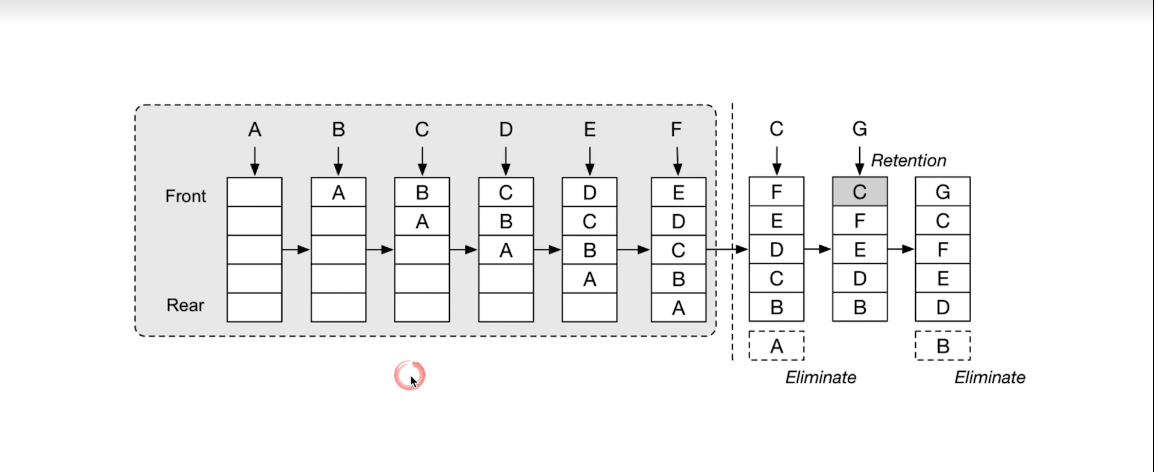 A B C D E F C G
Retention
Front A B C D E F C G
A B C D E F C
A B C D E F
A B C D E
Rear A B B D
A B
Eliminate Eliminate